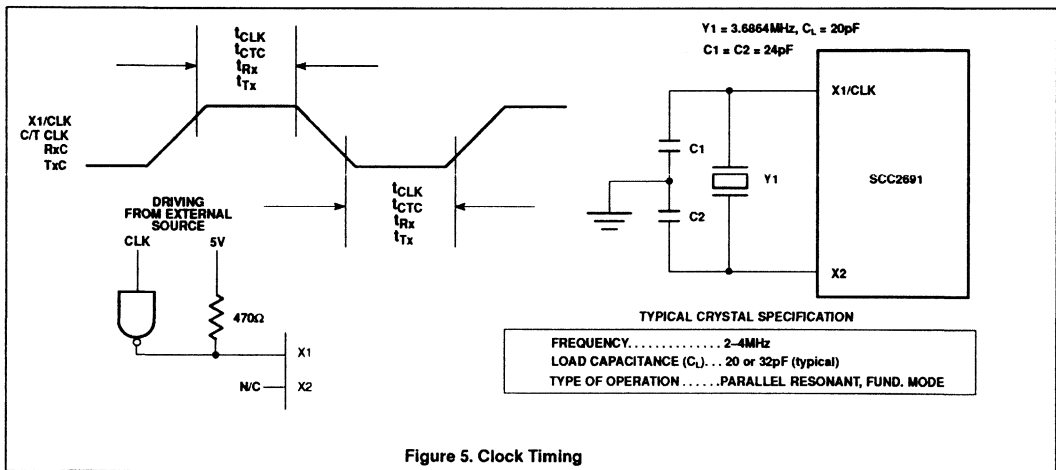 tCLK
tCTC
tRx
tTx
X1/CLK
C/T CLK
RxC
TxC
tCLK
tCTC
tRx
tTx
DRIVING
FROM EXTERNAL
SOURCE
CLK
5V
470Ω
X1
N/C
X2
Y1 = 3.6864MHz, CL = 20pF
C1 = C2 = 24pF
X1/CLK
C1
Y1
SCC2691
C2
X2
TYPICAL CRYSTAL SPECIFICATION
FREQUENCY. . . . . . . . . . . . . . 2–4MHz
LOAD CAPACITANCE (CL). . . 20 or 32pF (typical)
TYPE OF OPERATION . . . . . . PARALLEL RESONANT, FUND. MODE
Figure 5. Clock Timing